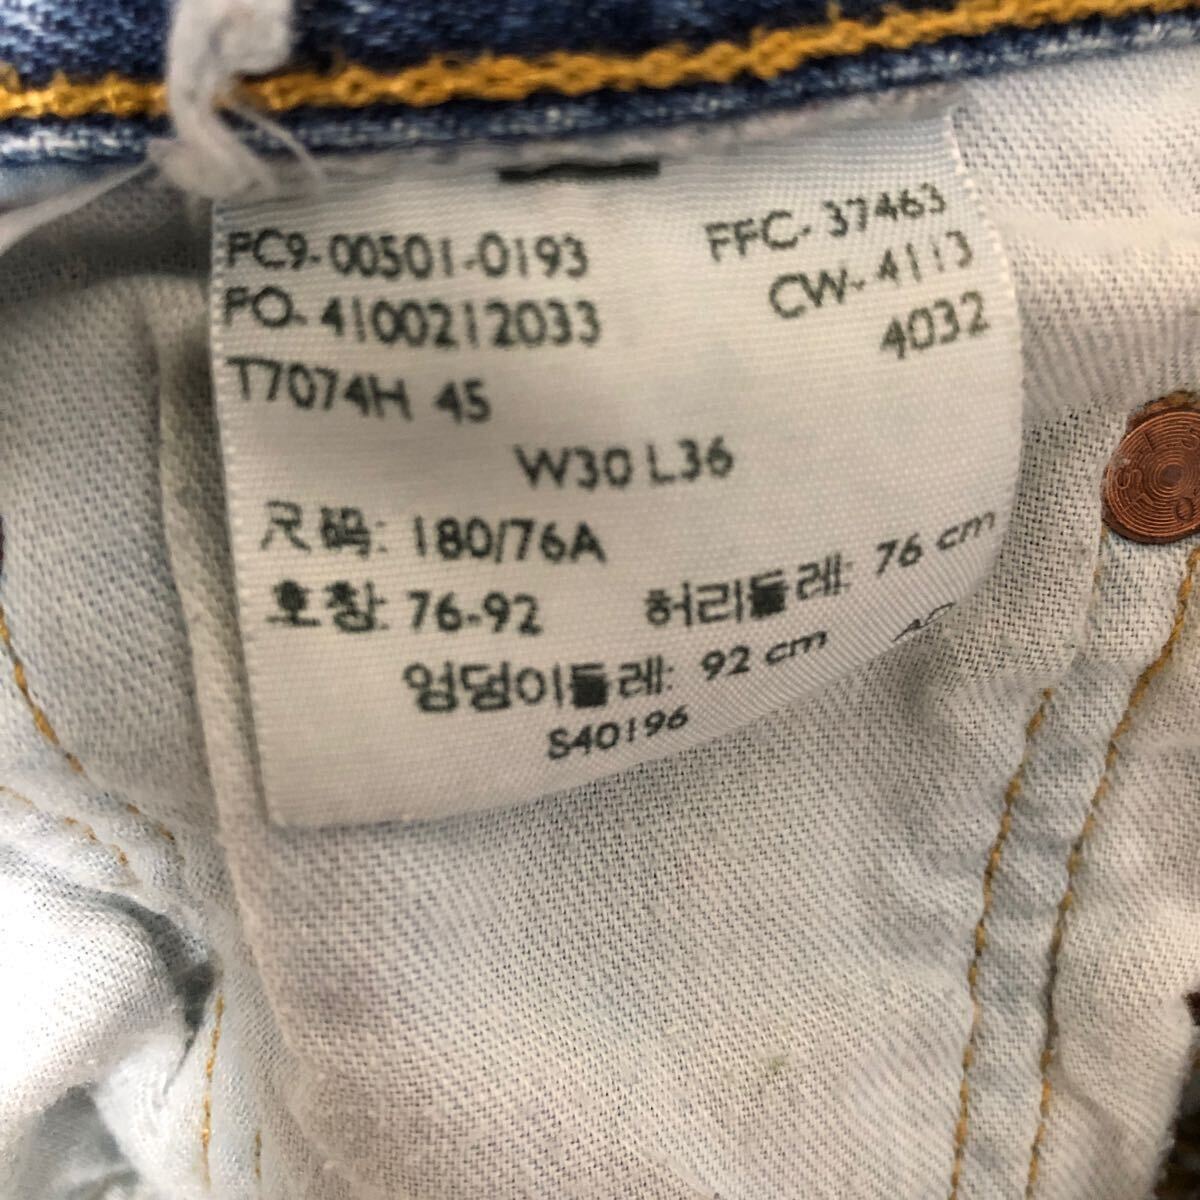 PC9-00501-0193 FFC-37463
PO-4100212033 CW-4113
4032
T7074H 45
W30 L36
尺码: 180/76A
호칭: 76-92 허리둘레: 76 cm
엉덩이둘레: 92 cm
S40196